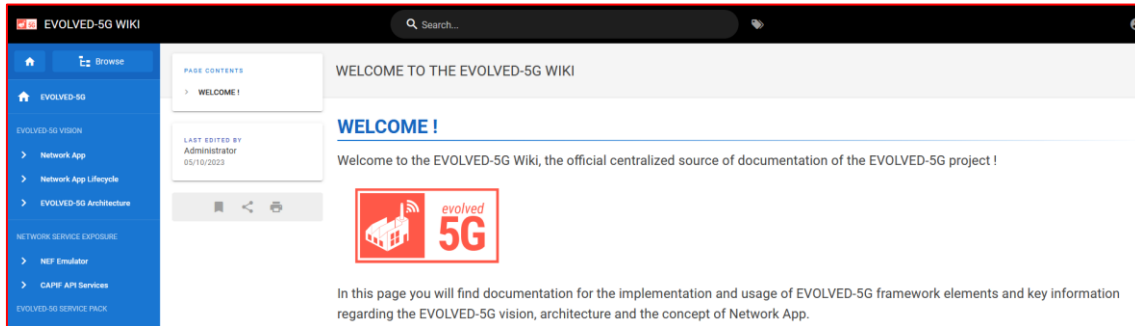 5G EVOLVED-5G WIKI
Search...
Browse
EVOLVED-5G
EVOLVED-5G VISION
Network App
Network App Lifecycle
EVOLVED-5G Architecture
NETWORK SERVICE EXPOSURE
NEF Emulator
CAPIF API Services
EVOLVED-5G SERVICE PACK
PAGE CONTENTS
WELCOME !
LAST EDITED BY
Administrator
05/10/2023
WELCOME TO THE EVOLVED-5G WIKI
WELCOME !
Welcome to the EVOLVED-5G Wiki, the official centralized source of documentation of the EVOLVED-5G project !
evolved
5G
In this page you will find documentation for the implementation and usage of EVOLVED-5G framework elements and key information
regarding the EVOLVED-5G vision, architecture and the concept of Network App.